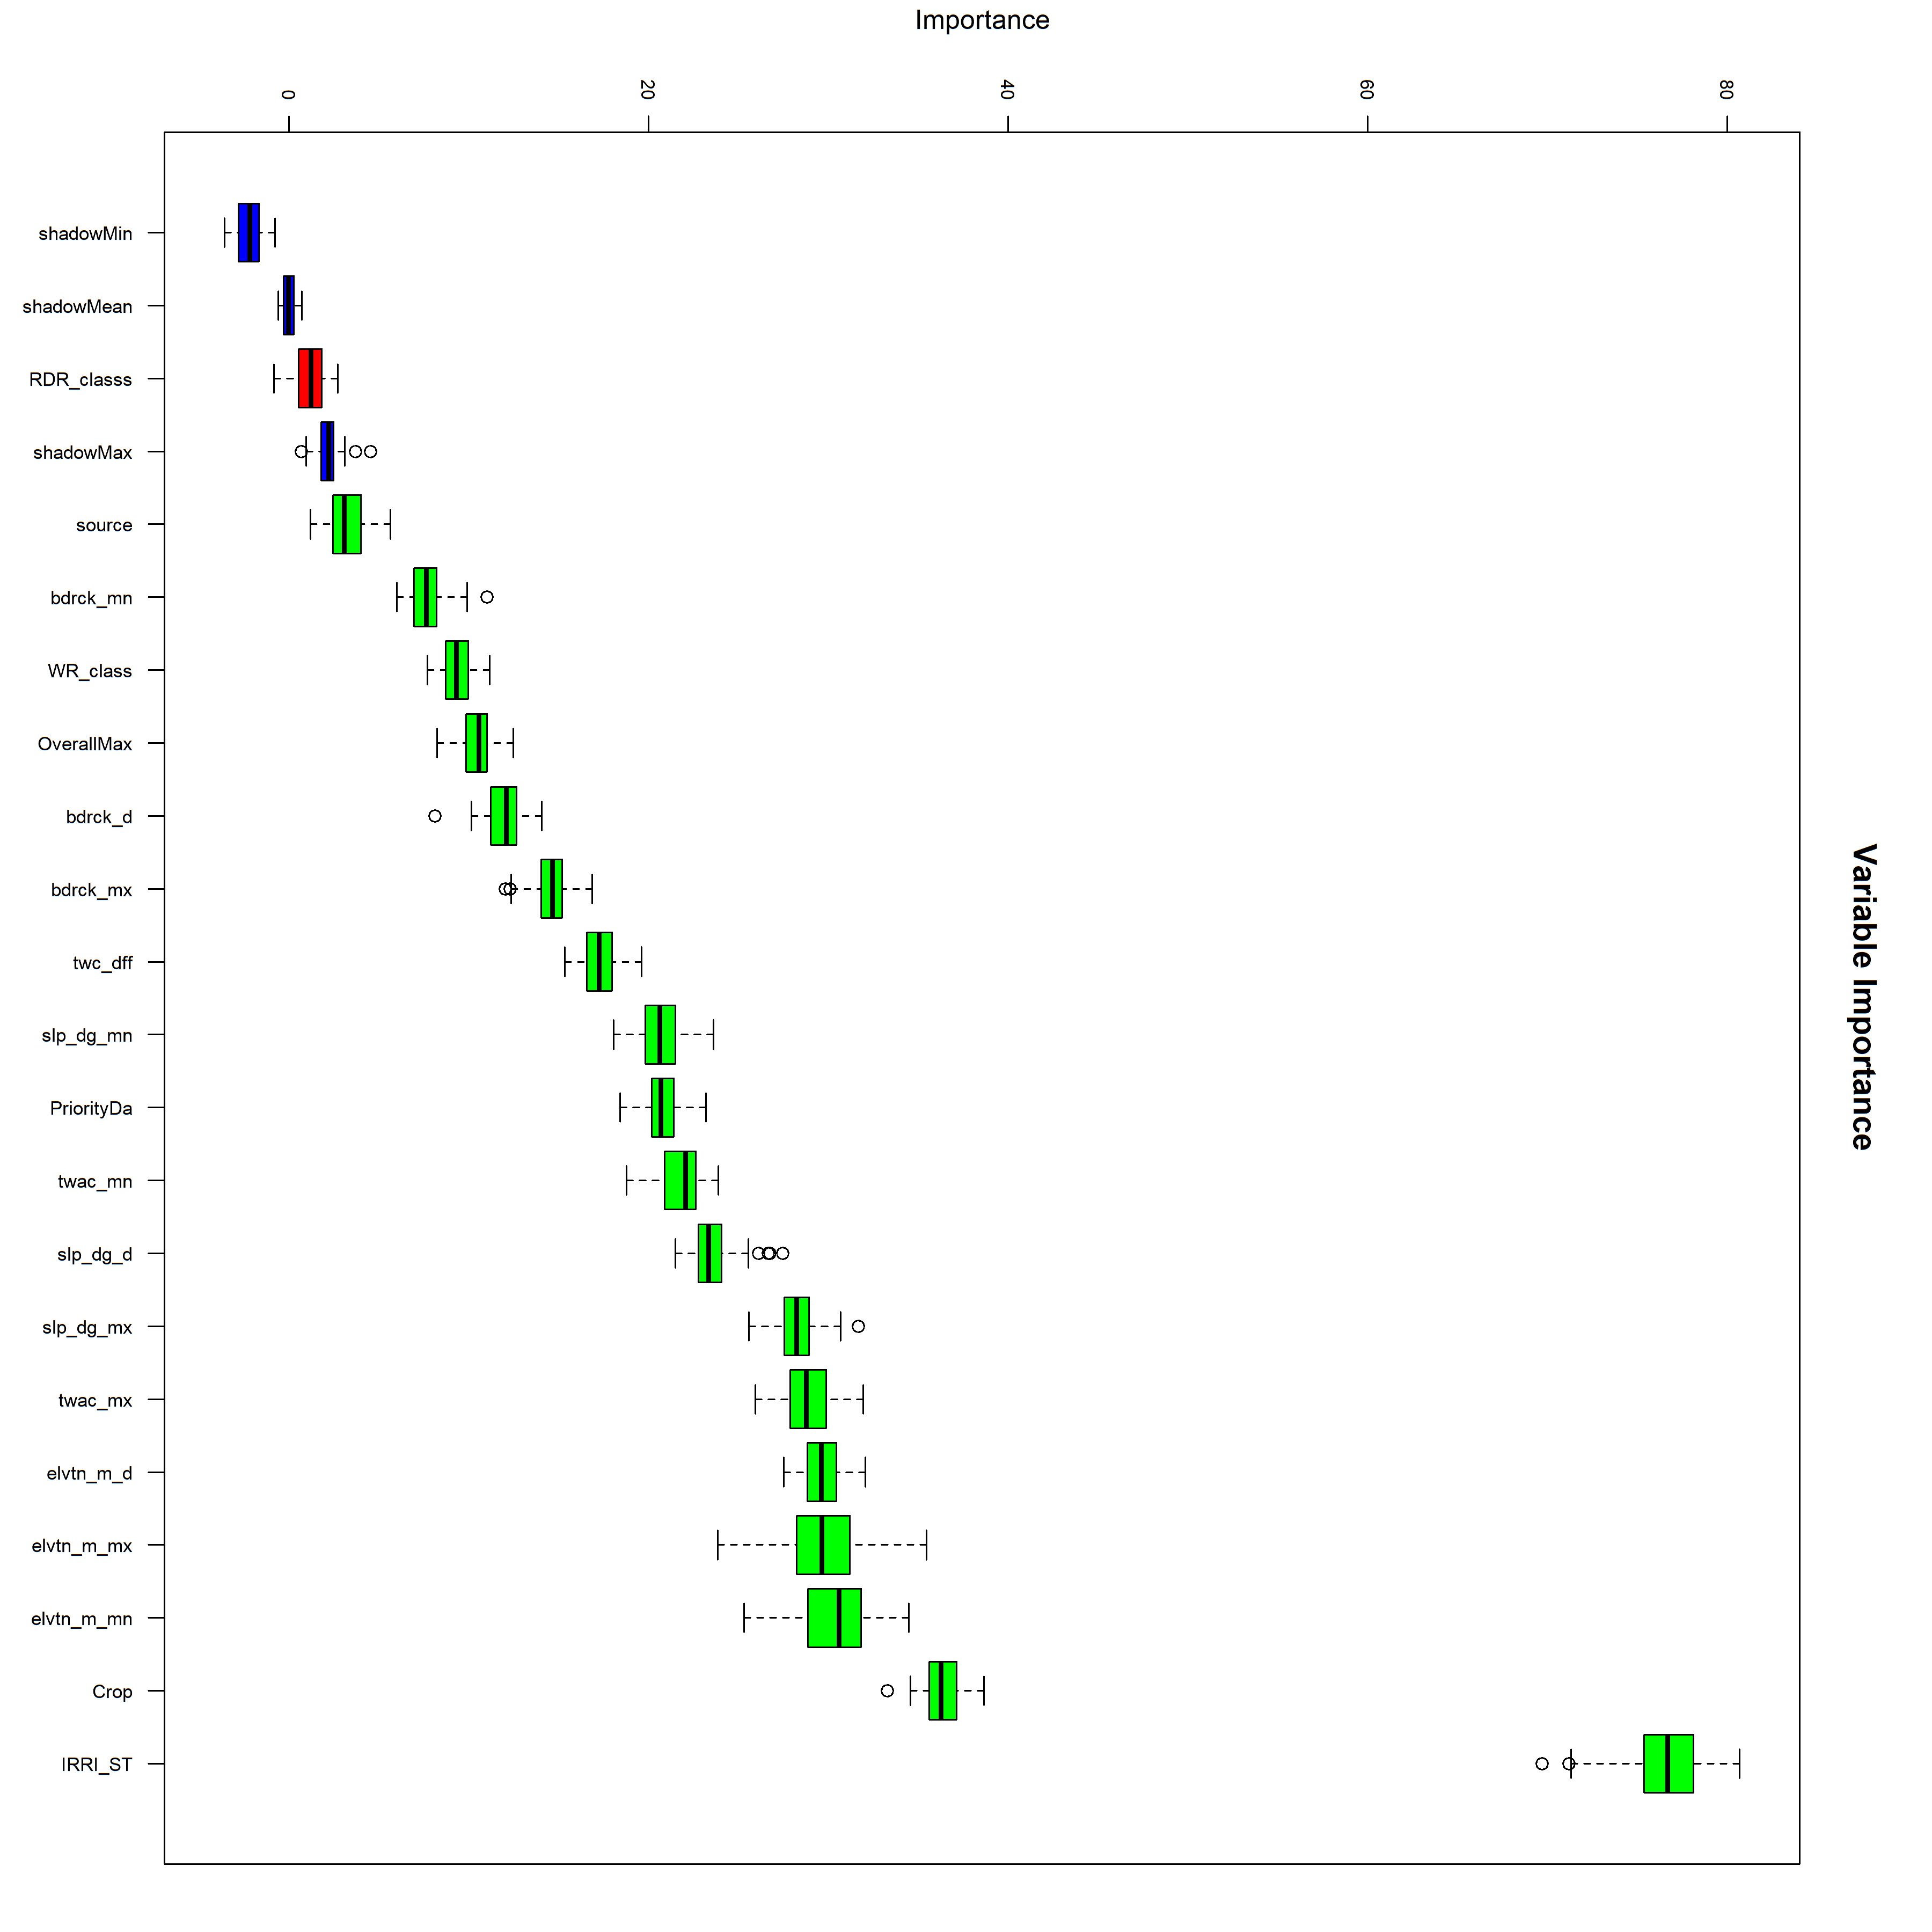 Importance
0
20
40
60
80
shadowMin
shadowMean
RDR_classs
shadowMax
source
bdrck_mn
WR_class
OverallMax
bdrck_d
bdrck_mx
twc_dff
slp_dg_mn
PriorityDa
twac_mn
slp_dg_d
slp_dg_mx
twac_mx
elvtn_m_d
elvtn_m_mx
elvtn_m_mn
Crop
IRRI_ST
Variable Importance